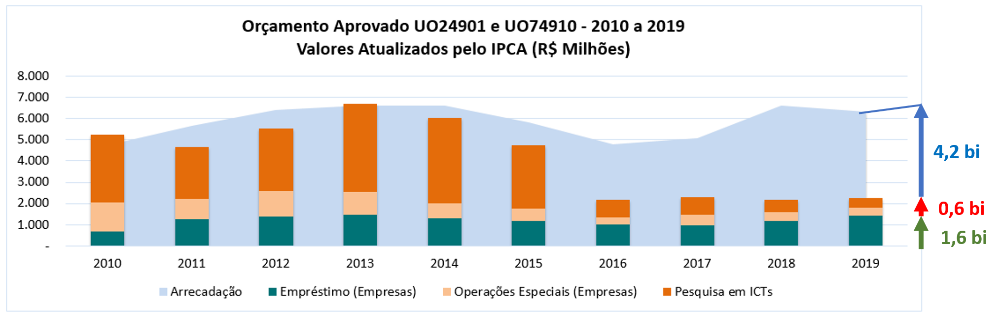 Orçamento Aprovado UO24901 e UO74910 - 2010 a 2019
Valores Atualizados pelo IPCA (R$ Milhões)
8.000
7.000
6.000
5.000
4.000
3.000
2.000
1.000
-
4,2 bi
0,6 bi
1,6 bi
2010 2011 2012 2013 2014 2015 2016 2017 2018 2019
Arrecadação Empréstimo (Empresas) Operações Especiais (Empresas) Pesquisa em ICTs